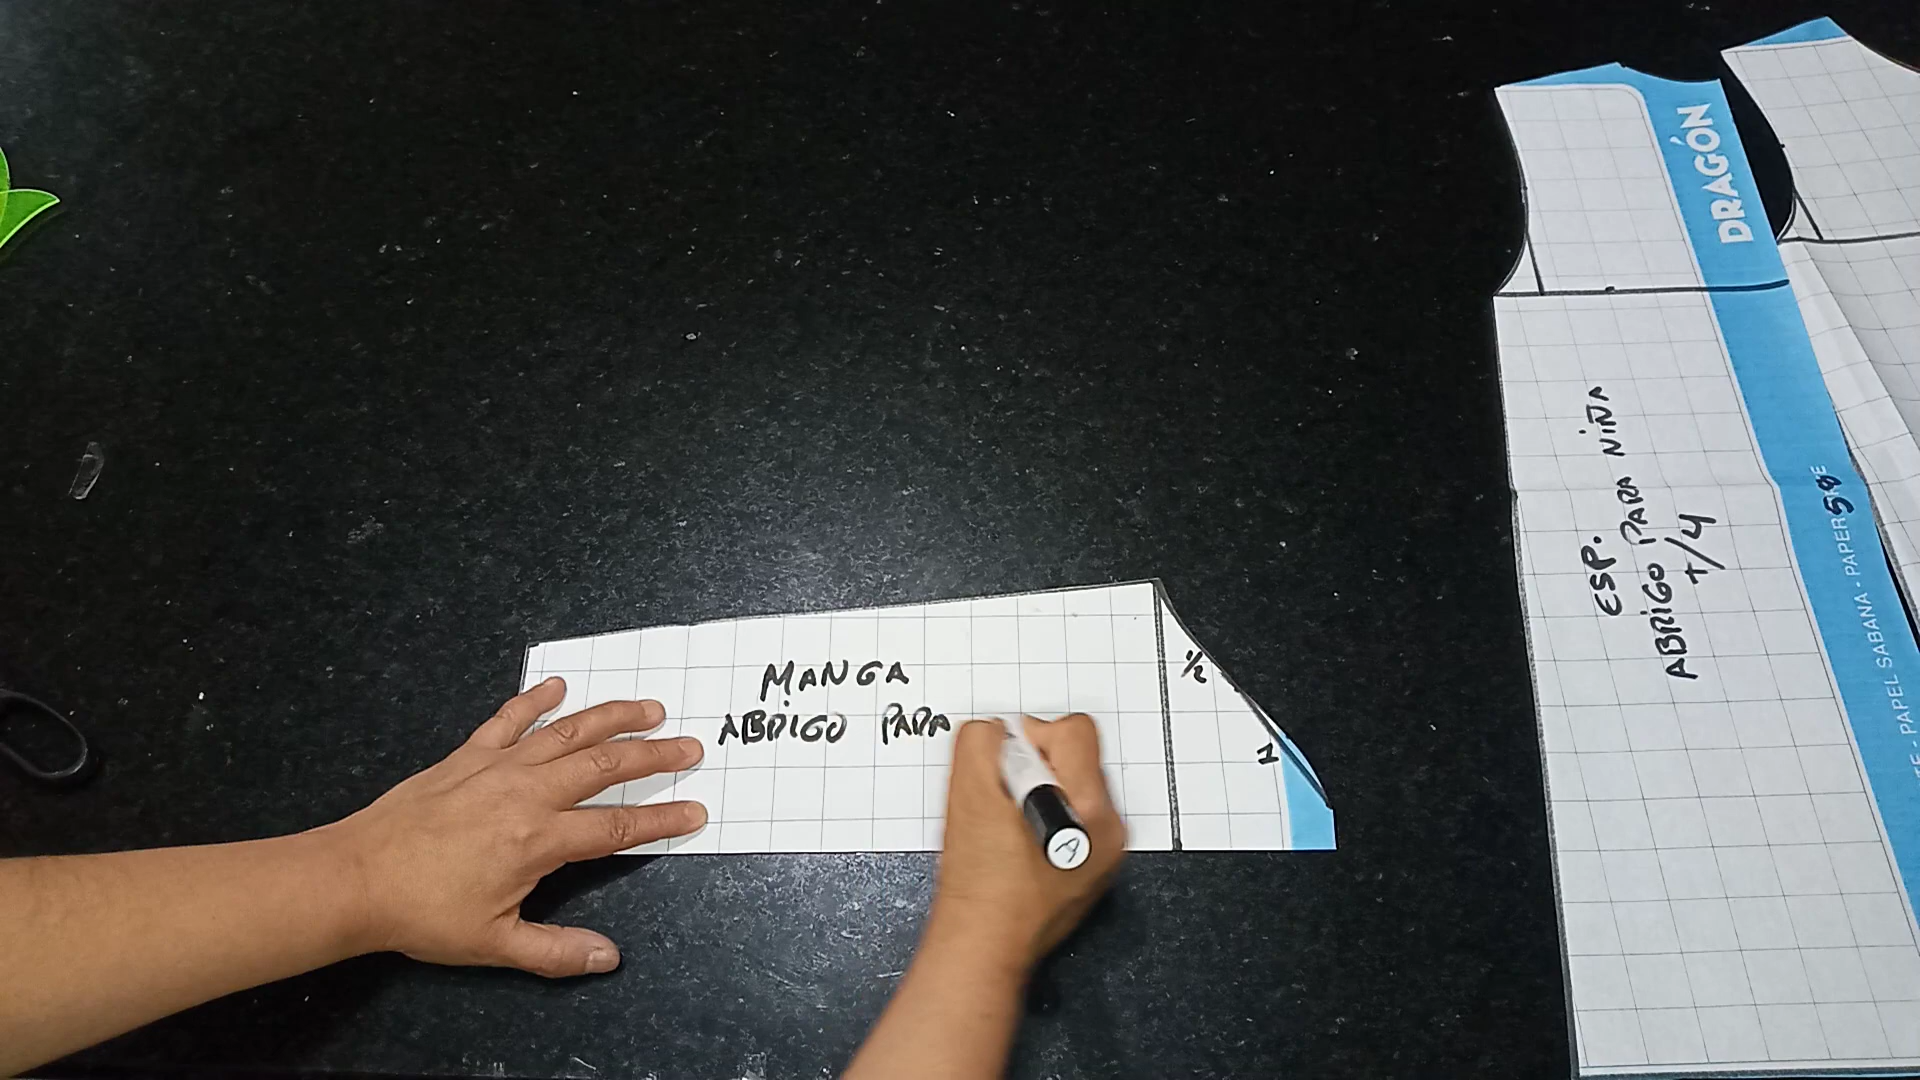 MANGA
ABRIGO PARA
1/2
1
DRAGÓN
ESP.
ABRIGO PARA NIÑA
T/4
PAPEL SABANA - PAPER